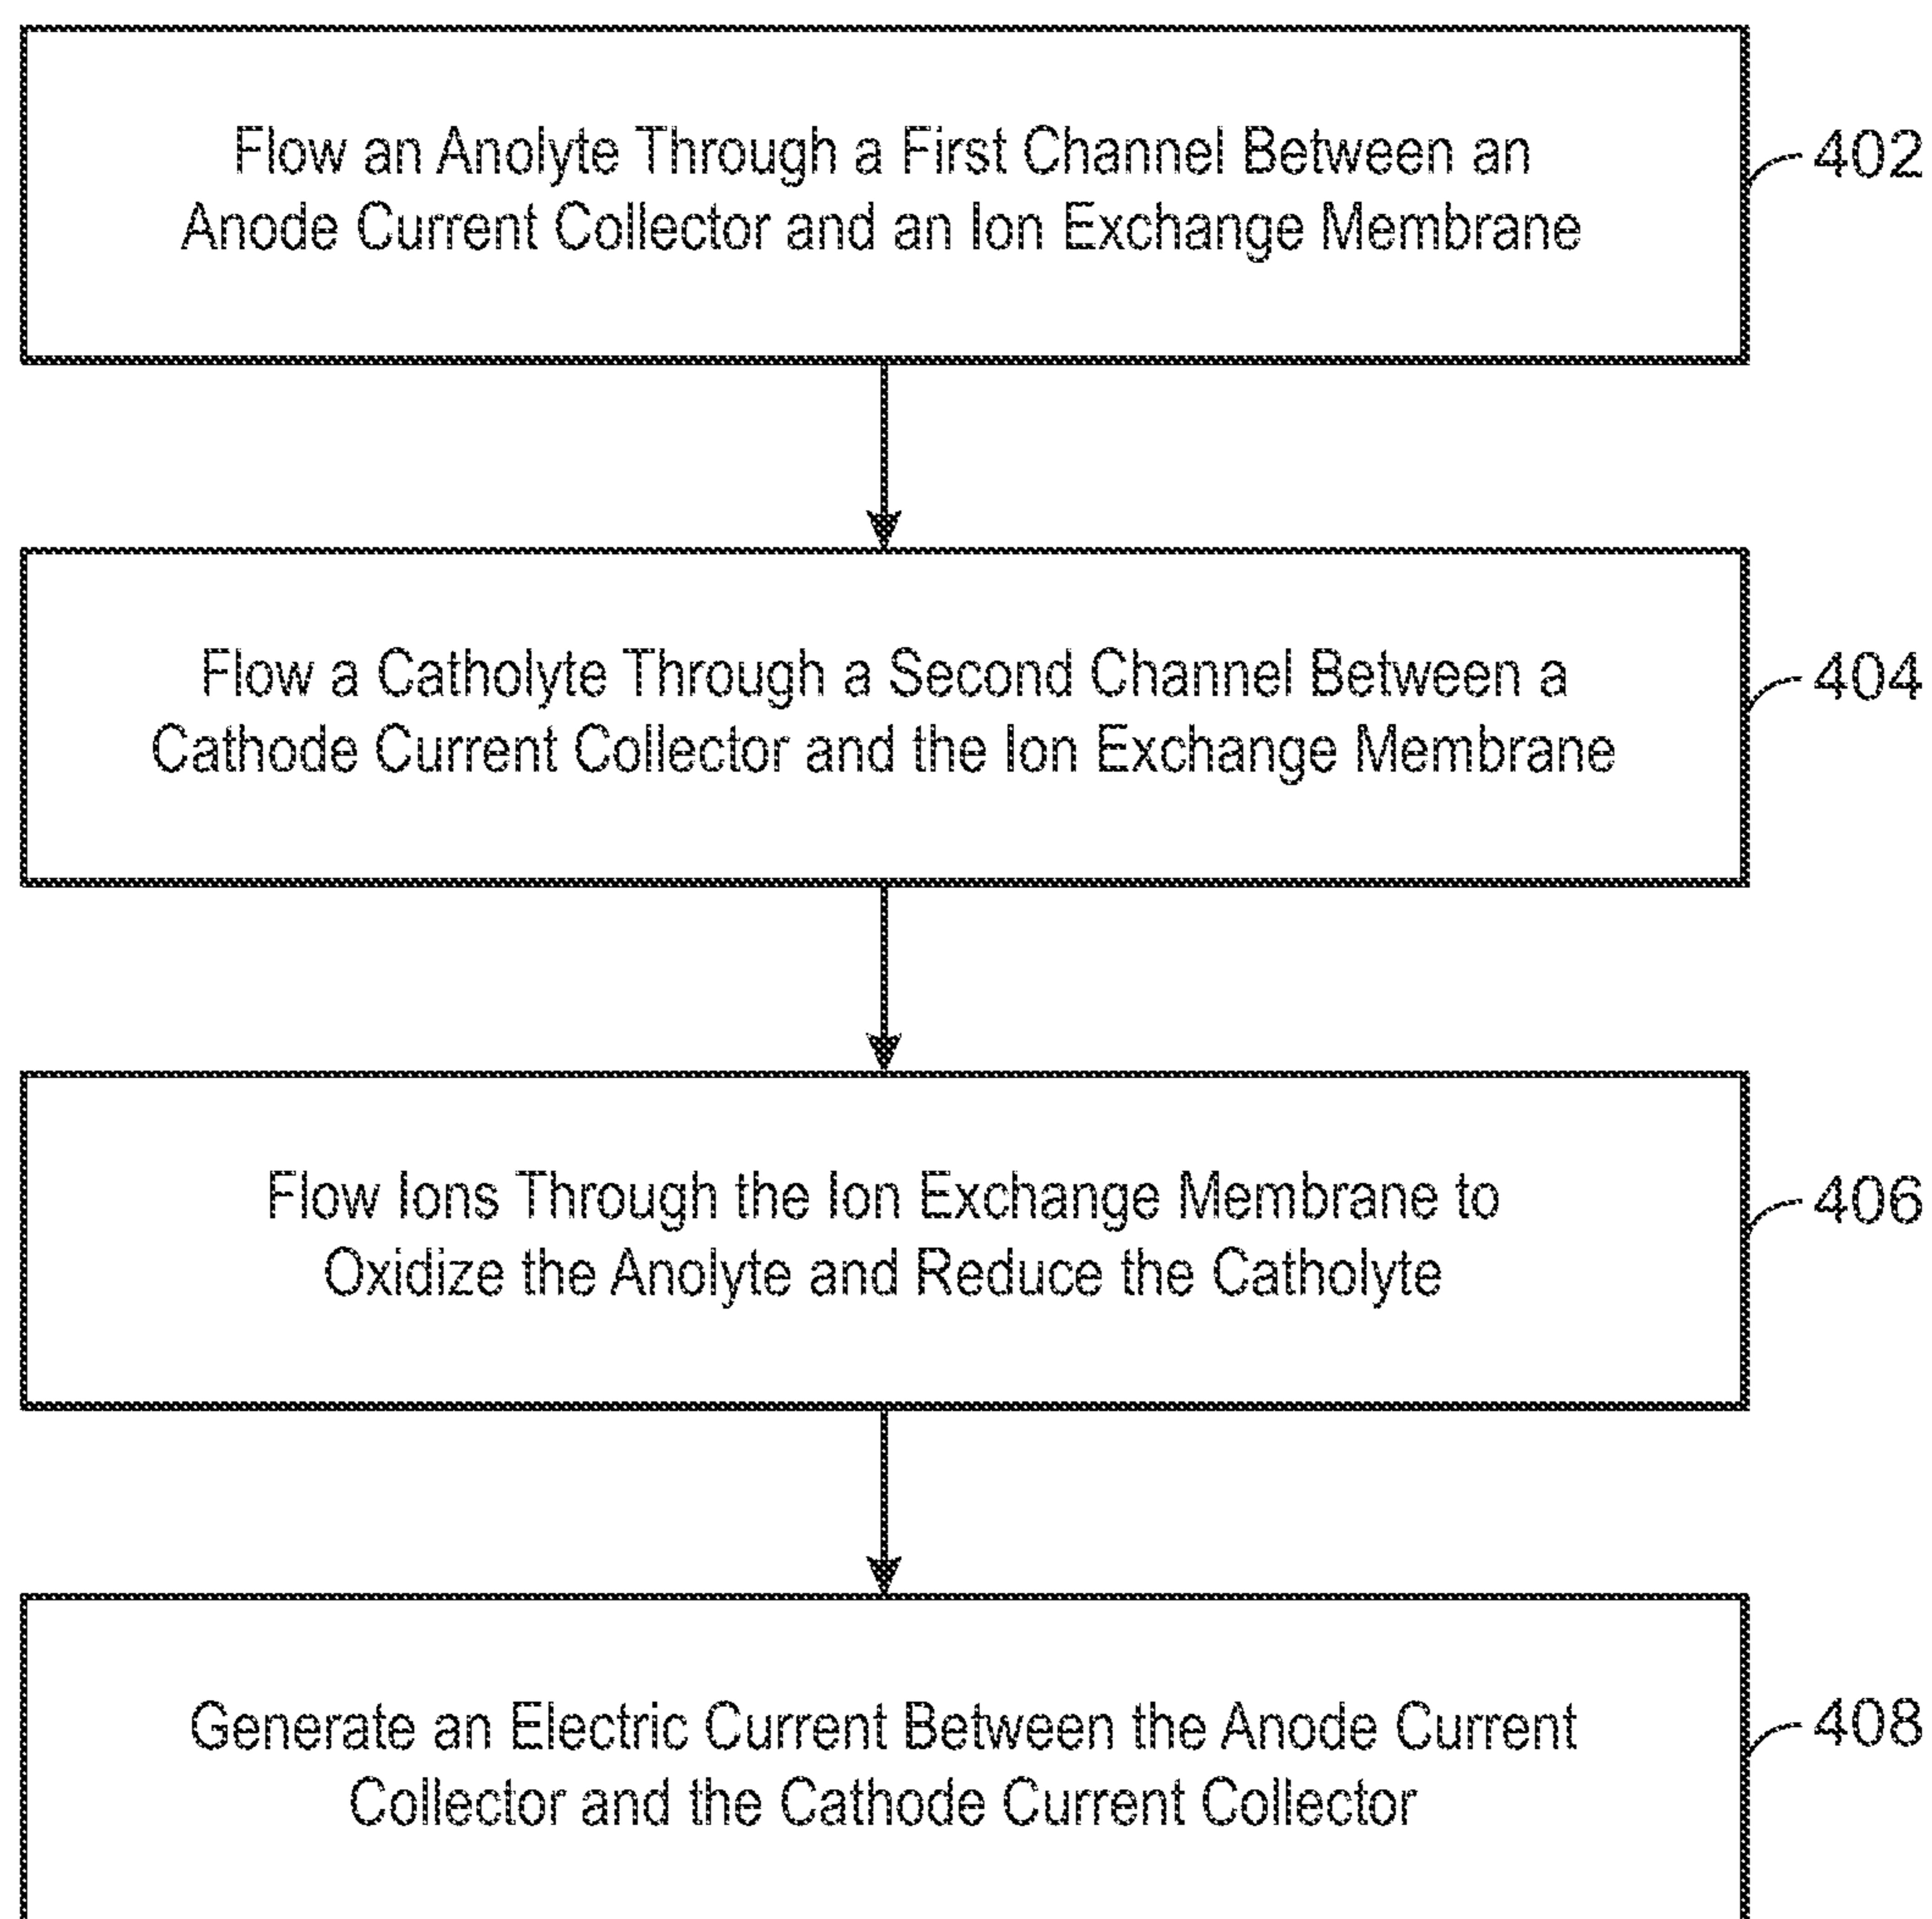 Flow an Anolyte Through a First Channel Between an
Anode Current Collector and an Ion Exchange Membrane
402
Flow a Catholyte Through a Second Channel Between a
Cathode Current Collector and the Ion Exchange Membrane
404
Flow Ions Through the Ion Exchange Membrane to
Oxidize the Anolyte and Reduce the Catholyte
406
Generate an Electric Current Between the Anode Current
Collector and the Cathode Current Collector
408